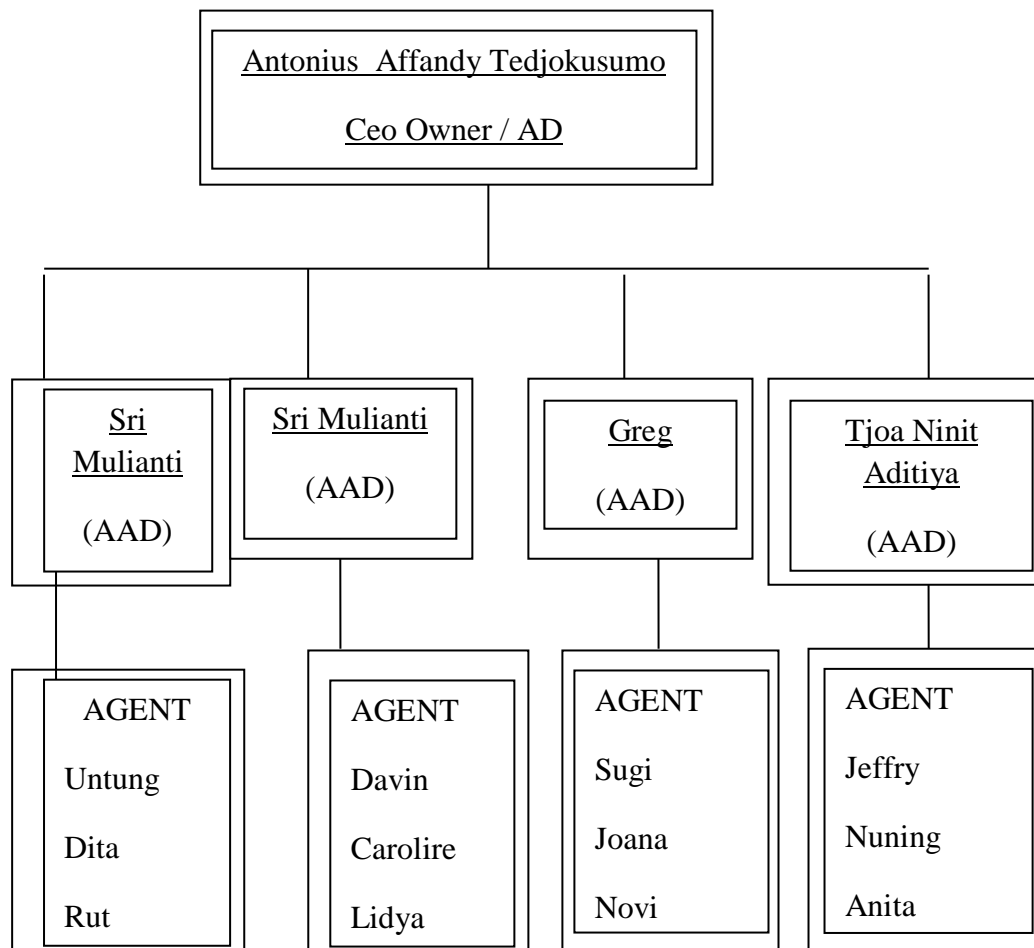 Antonius Affandy Tedjokusumo
Ceo Owner / AD
Sri
Mulianti
(AAD)
Sri Mulianti
(AAD)
Greg
(AAD)
Tjoa Ninit
Aditiya
(AAD)
AGENT
Untung
Dita
Rut
AGENT
Davin
Carolire
Lidya
AGENT
Sugi
Joana
Novi
AGENT
Jeffry
Nuning
Anita